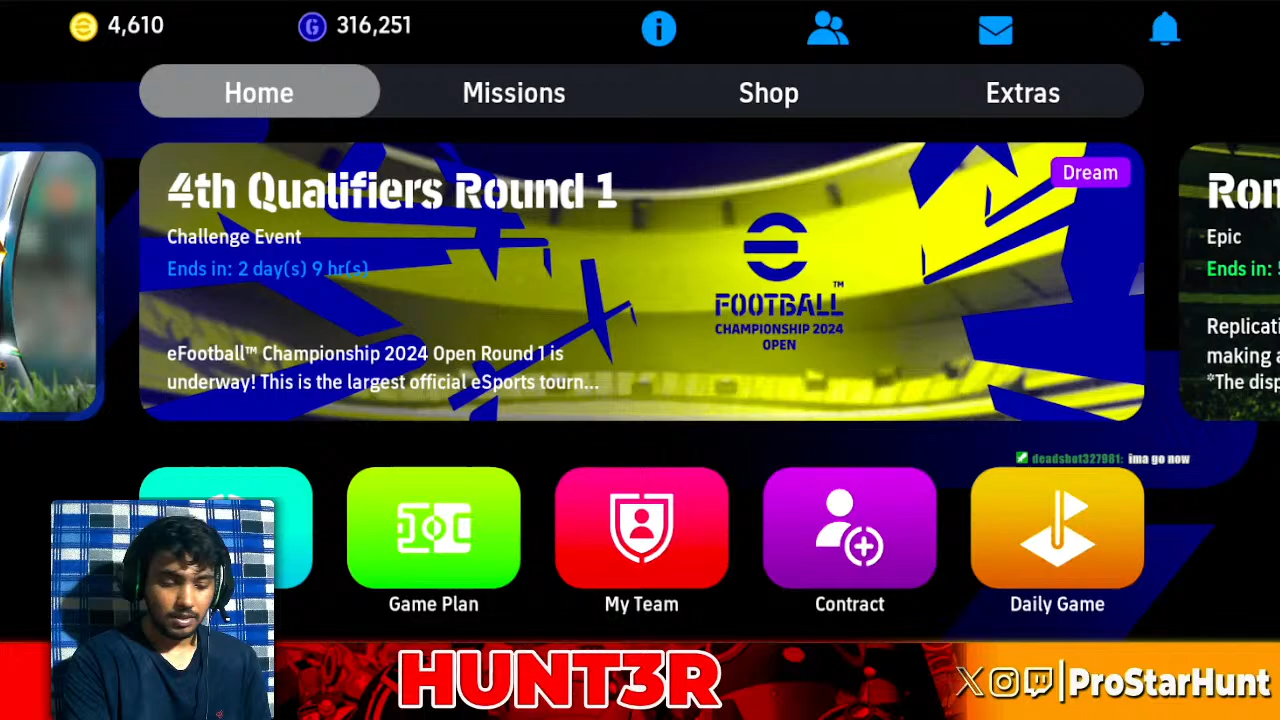 4,610
316,251
Home
Missions
Shop
Extras
4th Qualifiers Round 1
Dream
Challenge Event
Ends in: 2 day(s) 9 hr(s)
FOOTBALL™
CHAMPIONSHIP 2024
OPEN
eFootball™ Championship 2024 Open Round 1 is
underway! This is the largest official eSports tourn...
Epic
Ends in:
making
*The
deadsbot327981: ima go now
Game Plan
My Team
Contract
Daily Game
HUNT3R
ProStarHunt